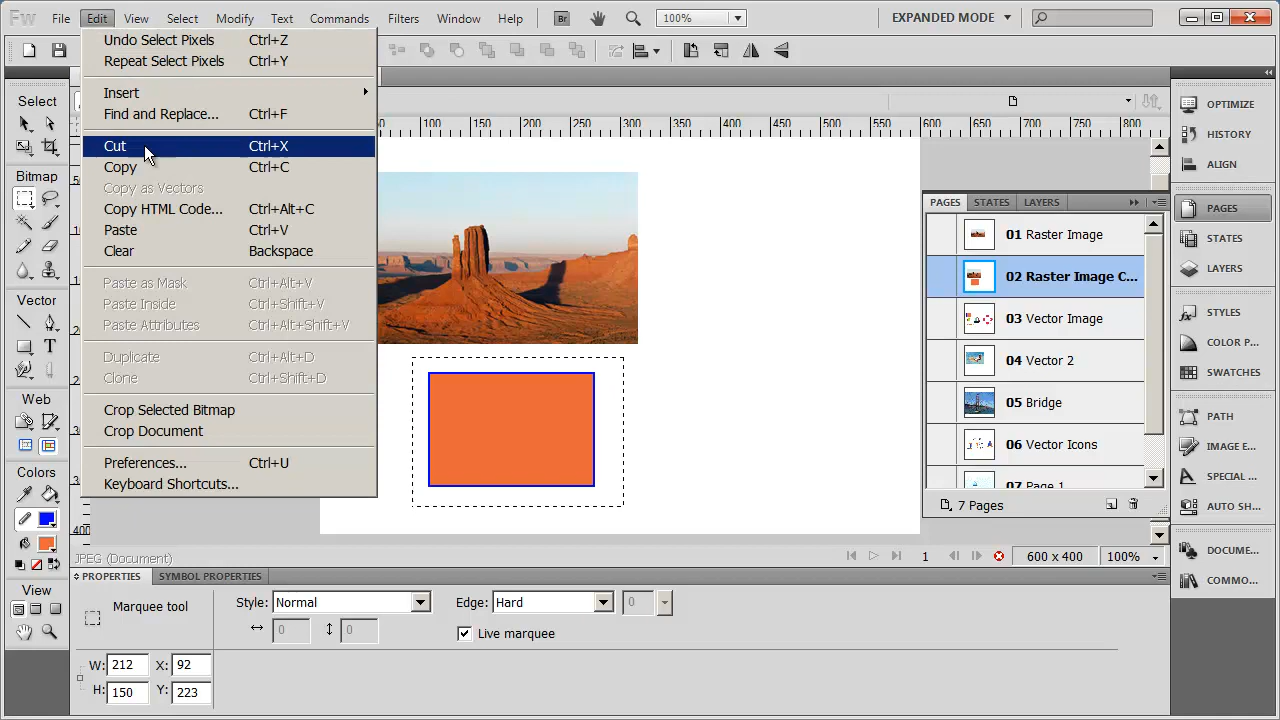 Fw File Edit View Select Modify Text Commands Filters Window Help Br 100% EXPANDED MODE
Undo Select Pixels Ctrl+Z
Repeat Select Pixels Ctrl+Y
Insert
Find and Replace... Ctrl+F
Cut Ctrl+X
Copy Ctrl+C
Copy as Vectors
Copy HTML Code... Ctrl+Alt+C
Paste Ctrl+V
Clear Backspace
Paste as Mask Ctrl+Alt+V
Paste Inside Ctrl+Shift+V
Paste Attributes Ctrl+Alt+Shift+V
Duplicate Ctrl+Alt+D
Clone Ctrl+Shift+D
Crop Selected Bitmap
Crop Document
Preferences... Ctrl+U
Keyboard Shortcuts...
Select
Bitmap
Vector
Web
Colors
View
100 150 200 250 300
600 650 700 750 800
400
PAGES STATES LAYERS
01 Raster Image
02 Raster Image C...
03 Vector Image
04 Vector 2
05 Bridge
06 Vector Icons
07 Page 1
7 Pages
OPTIMIZE
HISTORY
ALIGN
PAGES
STATES
LAYERS
STYLES
COLOR P...
SWATCHES
PATH
IMAGE E...
SPECIAL ...
AUTO SH...
DOCUME...
COMMO...
JPEG (Document) 1 600 x 400 100%
PROPERTIES SYMBOL PROPERTIES
Marquee tool
Style: Normal Edge: Hard 0
0 0 Live marquee
W: 212 X: 92
H: 150 Y: 223